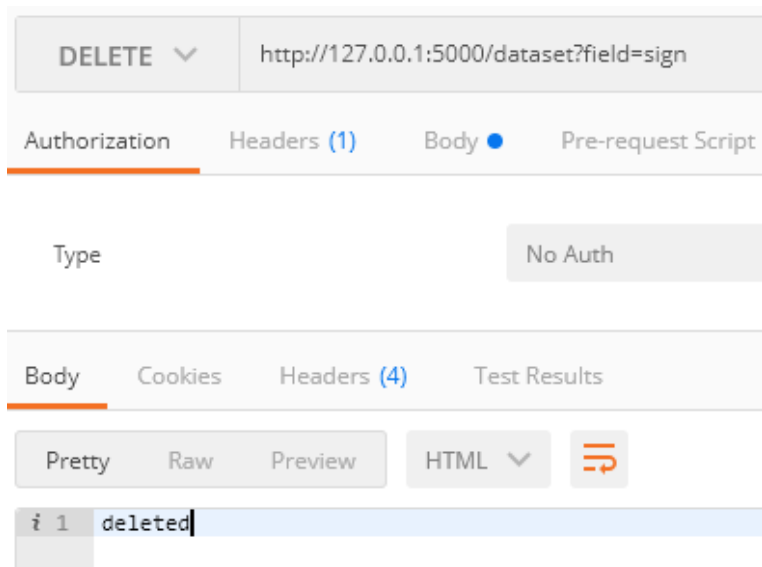 DELETE http://127.0.0.1:5000/dataset?field=sign
Authorization Headers (1) Body Pre-request Script
Type No Auth
Body Cookies Headers (4) Test Results
Pretty Raw Preview HTML
i 1 deleted